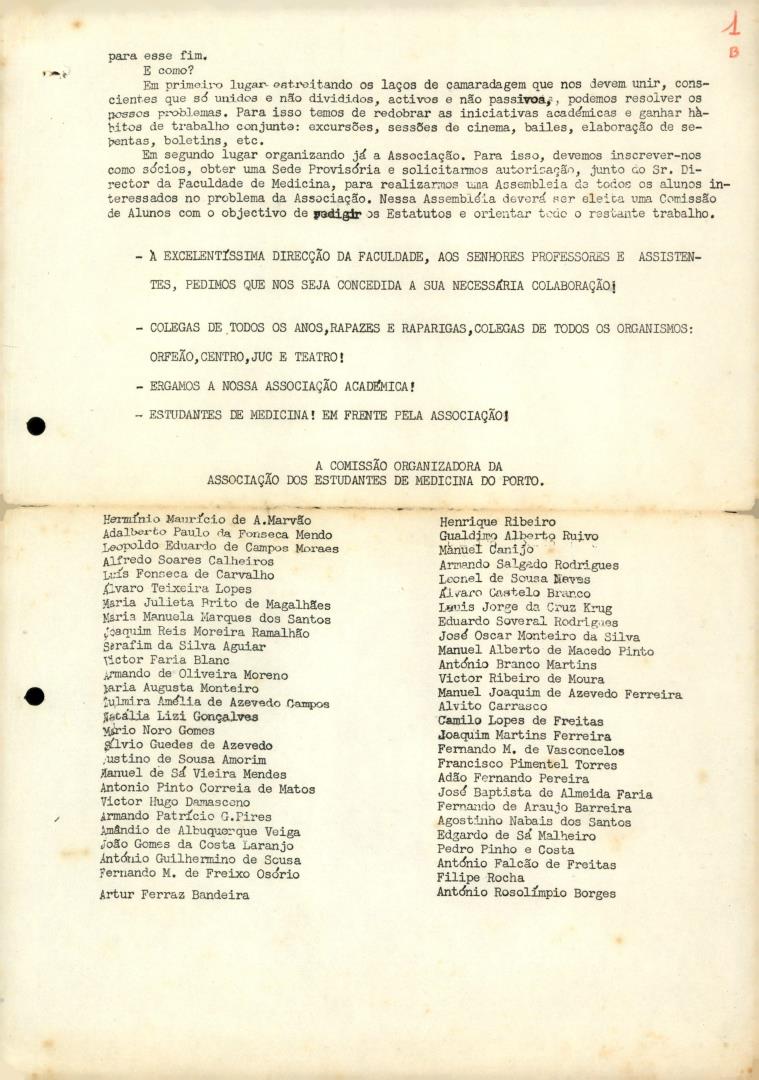 1
B
para esse fim.
E como?
Em primeiro lugar estreitando os laços de camaradagem que nos devem unir, cons-
cientes que só unidos e não divididos, activos e não passivos, podemos resolver os
nossos problemas. Para isso temos de redobrar as iniciativas académicas e ganhar há-
bitos de trabalho conjunto: excursões, sessões de cinema, bailes, elaboração de se-
bentas, boletins, etc.
Em segundo lugar organizando já a Associação. Para isso, devemos inscrever-nos
como sócios, obter uma Sede Provisória e solicitarmos autorisação, junto do Sr. Di-
rector da Faculdade de Medicina, para realizarmos uma Assembleia de todos os alunos in-
teressados no problema da Associação. Nessa Assembléia deverá ser eleita uma Comissão
de Alunos com o objectivo de redigir os Estatutos e orientar todo o restante trabalho.
- À EXCELENTÍSSIMA DIRECÇÃO DA FACULDADE, AOS SENHORES PROFESSORES E ASSISTEN-
TES, PEDIMOS QUE NOS SEJA CONCEDIDA A SUA NECESSÁRIA COLABORAÇÃO!
- COLEGAS DE TODOS OS ANOS,RAPAZES E RAPARIGAS,COLEGAS DE TODOS OS ORGANISMOS:
ORFEÃO,CENTRO,JUC E TEATRO!
- ERGAMOS A NOSSA ASSOCIAÇÃO ACADÉMICA!
- ESTUDANTES DE MEDICINA! EM FRENTE PELA ASSOCIAÇÃO!
A COMISSÃO ORGANIZADORA DA
ASSOCIAÇÃO DOS ESTUDANTES DE MEDICINA DO PORTO.
Hermínio Maurício de A.Marvão
Adalberto Paulo da Fonseca Mendo
Leopoldo Eduardo de Campos Moraes
Alfredo Soares Calheiros
Luís Fonseca de Carvalho
Álvaro Teixeira Lopes
Maria Julieta Brito de Magalhães
Maria Manuela Marques dos Santos
Joaquim Reis Moreira Ramalhão
Serafim da Silva Aguiar
Victor Faria Blanc
Armando de Oliveira Moreno
Maria Augusta Monteiro
Dulmira Amélia de Azevedo Campos
Natália Lizi Gonçalves
Mário Noro Gomes
Sílvio Guedes de Azevedo
Justino de Sousa Amorim
Manuel de Sá Vieira Mendes
Antonio Pinto Correia de Matos
Victor Hugo Damasceno
Armando Patrício G.Pires
Amândio de Albuquerque Veiga
João Gomes da Costa Laranjo
António Guilhermino de Sousa
Fernando M. de Freixo Osório
Artur Ferraz Bandeira
Henrique Ribeiro
Gualdino Alberto Ruivo
Manuel Canijo
Armando Salgado Rodrigues
Leonel de Sousa Neves
Álvaro Castelo Branco
Luuis Jorge da Cruz Krug
Eduardo Soveral Rodrigues
José Oscar Monteiro da Silva
Manuel Alberto de Macedo Pinto
António Branco Martins
Victor Ribeiro de Moura
Manuel Joaquim de Azevedo Ferreira
Alvito Carrasco
Camilo Lopes de Freitas
Joaquim Martins Ferreira
Fernando M. de Vasconcelos
Francisco Pimentel Torres
Adão Fernando Pereira
José Baptista de Almeida Faria
Fernando de Araujo Barreira
Agostinho Nabais dos Santos
Edgardo de Sá Malheiro
Pedro Pinho e Costa
António Falcão de Freitas
Filipe Rocha
António Rosolímpio Borges